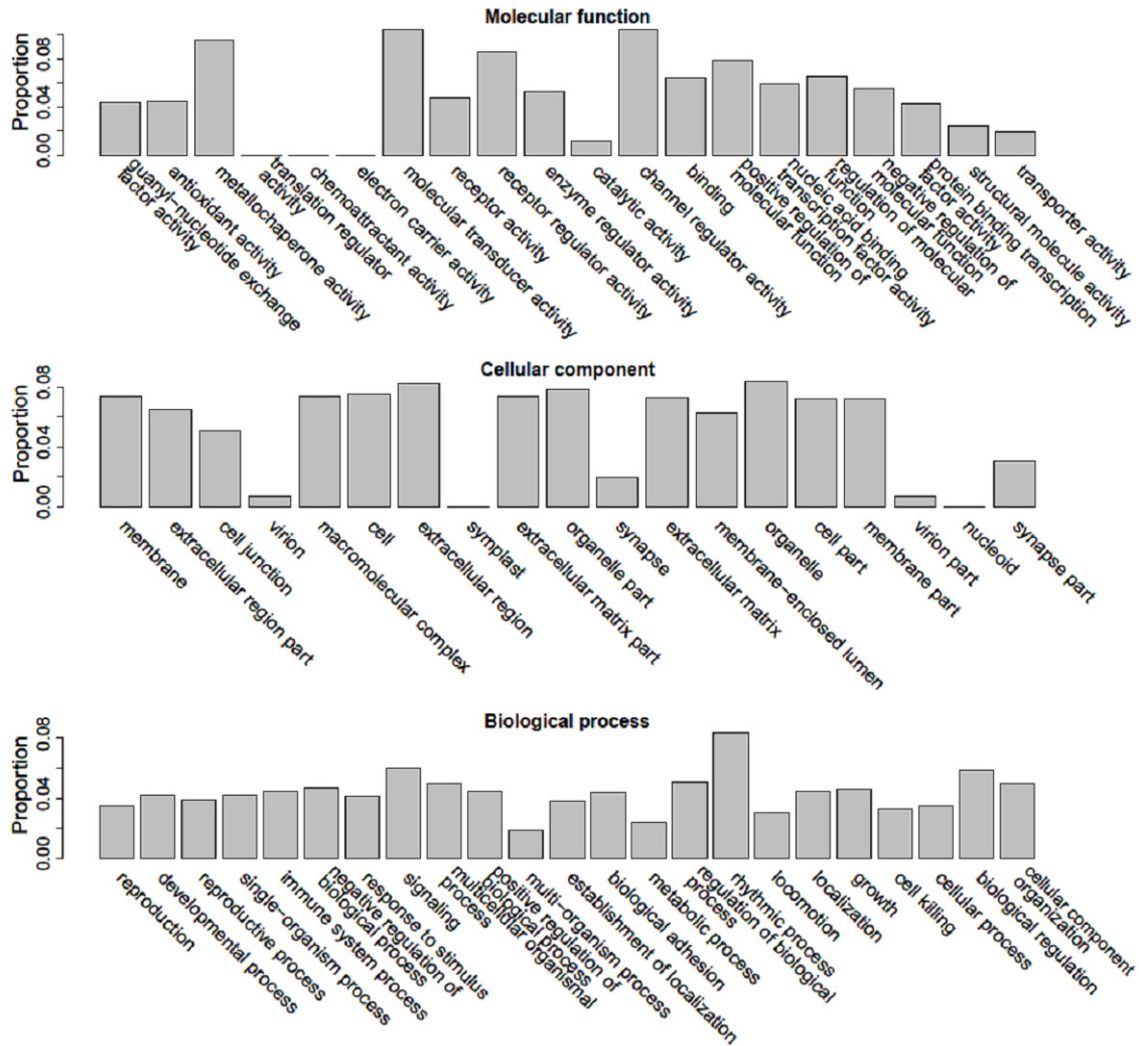 Molecular function
Proportion
0.08
0.04
0.00
guanyl−nucleotide exchange
factor activity
antioxidant activity
metallochaperone activity
translation regulator
activity
chemoattractant activity
electron carrier activity
molecular transducer activity
receptor activity
receptor regulator activity
enzyme regulator activity
catalytic activity
channel regulator activity
binding
positive regulation of
molecular function
nucleic acid binding
transcription factor activity
regulation of molecular
function
negative regulation of
molecular function
protein binding transcription
factor activity
structural molecule activity
transporter activity
Cellular component
Proportion
0.08
0.04
0.00
membrane
extracellular region part
cell junction
virion
macromolecular complex
cell
extracellular region
symplast
extracellular matrix part
organelle part
synapse
extracellular matrix
membrane−enclosed lumen
organelle
cell part
membrane part
virion part
nucleoid
synapse part
Biological process
Proportion
0.08
0.04
0.00
reproduction
developmental process
reproductive process
single−organism process
immune system process
negative regulation of
biological process
response to stimulus
signaling
multicellular organismal
process
positive regulation of
biological process
multi−organism process
establishment of localization
biological adhesion
metabolic process
regulation of biological
process
rhythmic process
locomotion
localization
growth
cell killing
cellular process
biological regulation
cellular component
organization